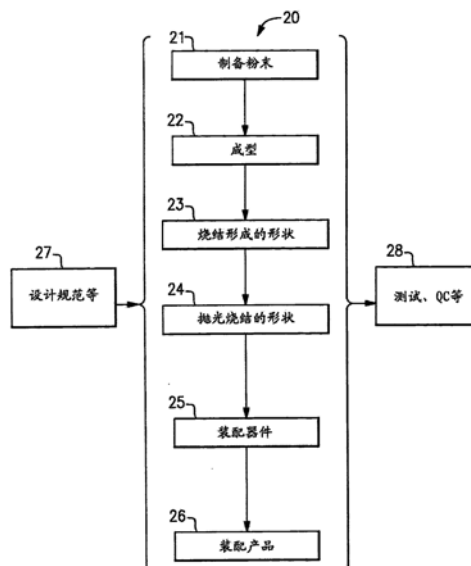 20
21
制备粉末
22
成型
23
烧结形成的形状
24
抛光烧结的形状
25
装配器件
26
装配产品
27
设计规范等
28
测试、QC等